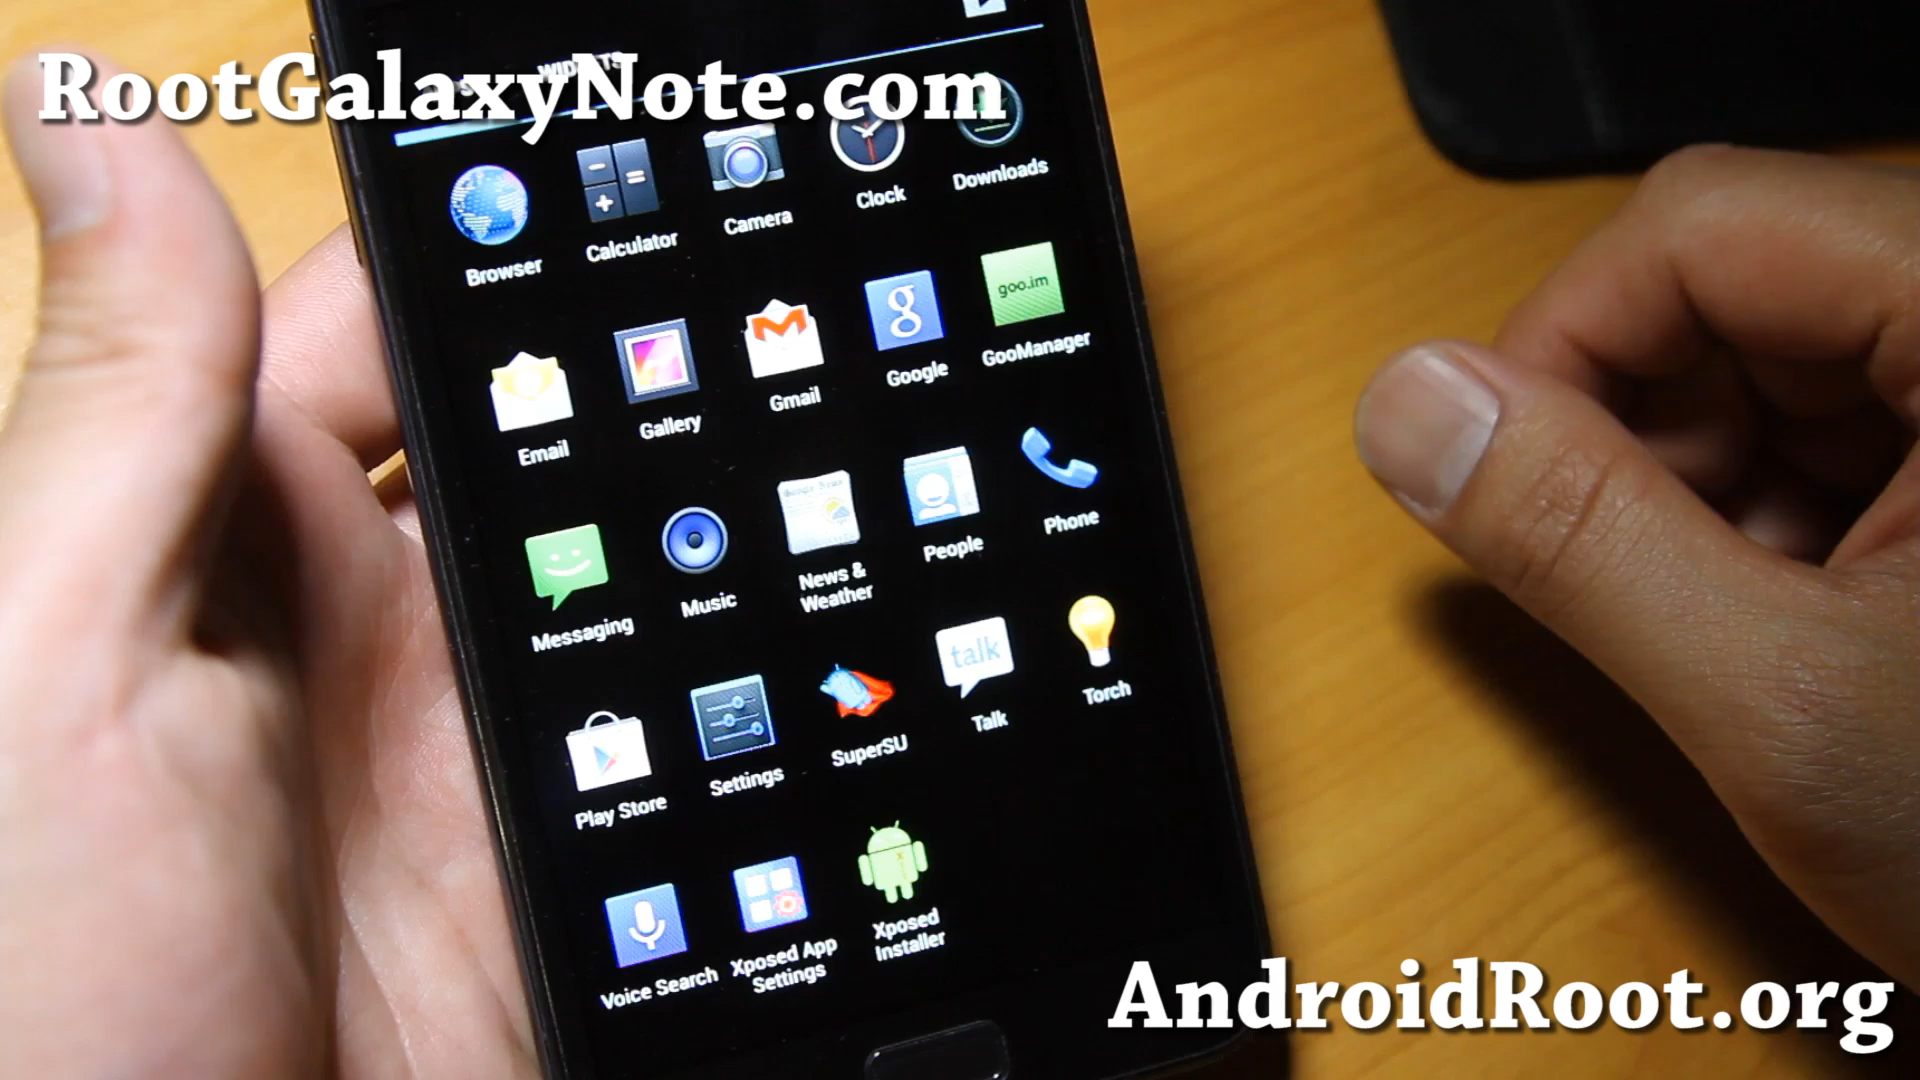 RootGalaxyNote.com
WIDGETS
Browser
Calculator
Camera
Clock
Downloads
Email
Gallery
Gmail
Google
goo.im
GooManager
Messaging
Music
News &
Weather
People
Phone
Play Store
Settings
SuperSU
talk
Talk
Torch
Voice Search
Xposed App
Settings
Xposed
Installer
AndroidRoot.org